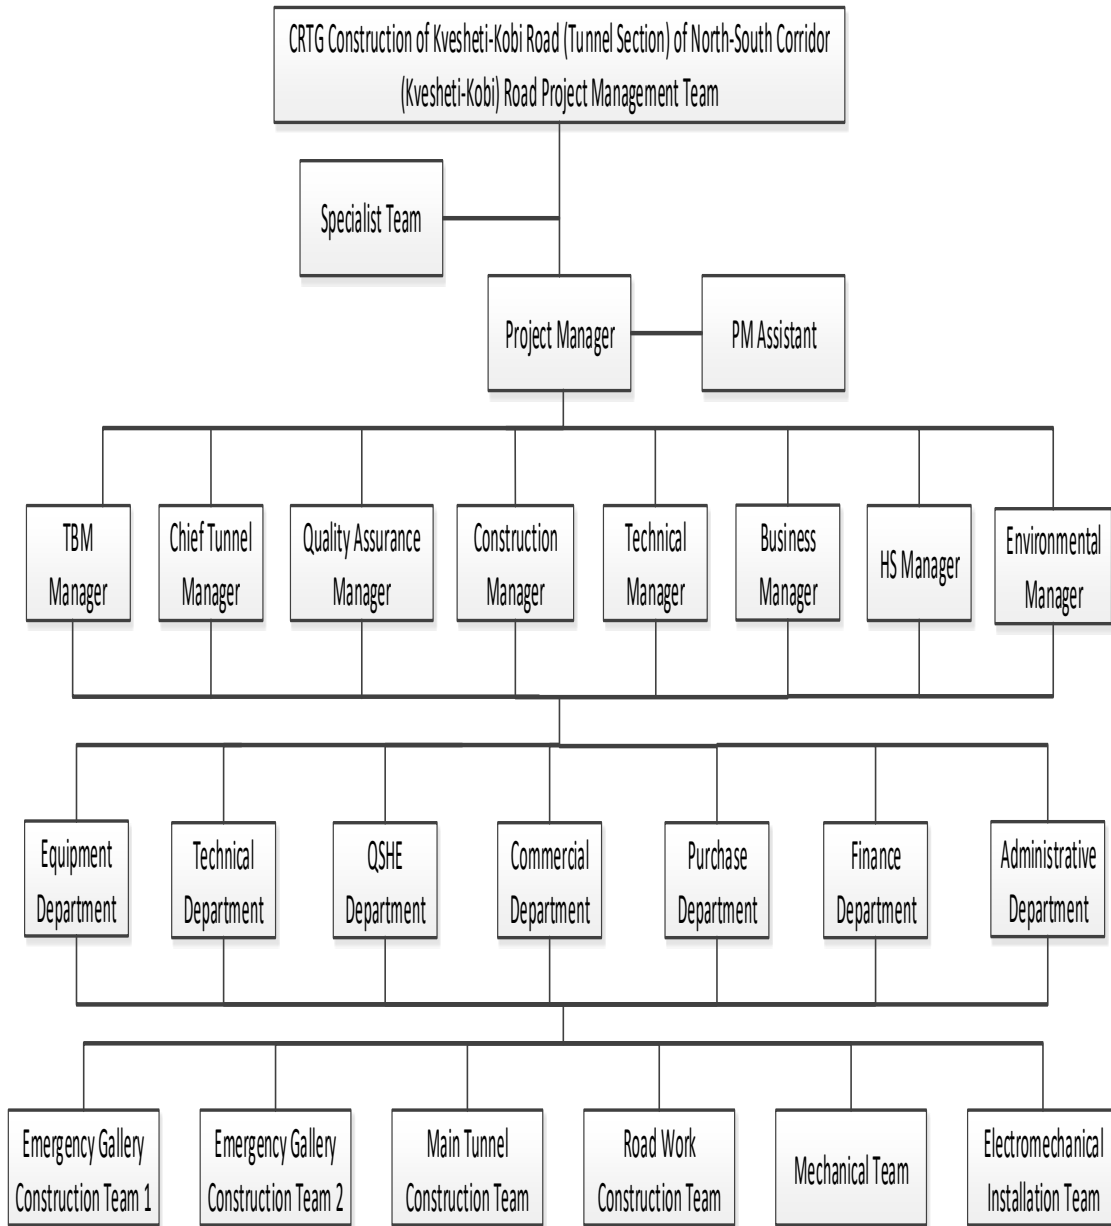 CRTG Construction of Kvesheti-Kobi Road (Tunnel Section) of North-South Corridor
(Kvesheti-Kobi) Road Project Management Team
Specialist Team
Project Manager
PM Assistant
TBM
Manager
Chief Tunnel
Manager
Quality Assurance
Manager
Construction
Manager
Technical
Manager
Business
Manager
HS Manager
Environmental
Manager
Equipment
Department
Technical
Department
QSHE
Department
Commercial
Department
Purchase
Department
Finance
Department
Administrative
Department
Emergency Gallery
Construction Team 1
Emergency Gallery
Construction Team 2
Main Tunnel
Construction Team
Road Work
Construction Team
Mechanical Team
Electromechanical
Installation Team